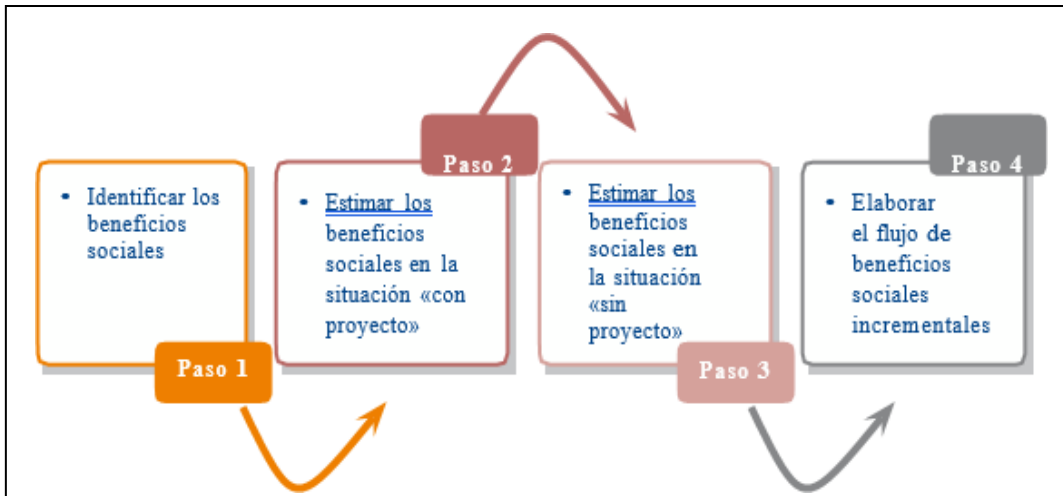 • Identificar los
beneficios
sociales
Paso 1
Paso 2
• Estimar los
beneficios
sociales en la
situación «con
proyecto»
• Estimar los
beneficios
sociales en
la situación
«sin
proyecto»
Paso 3
Paso 4
• Elaborar
el flujo de
beneficios
sociales
incrementales